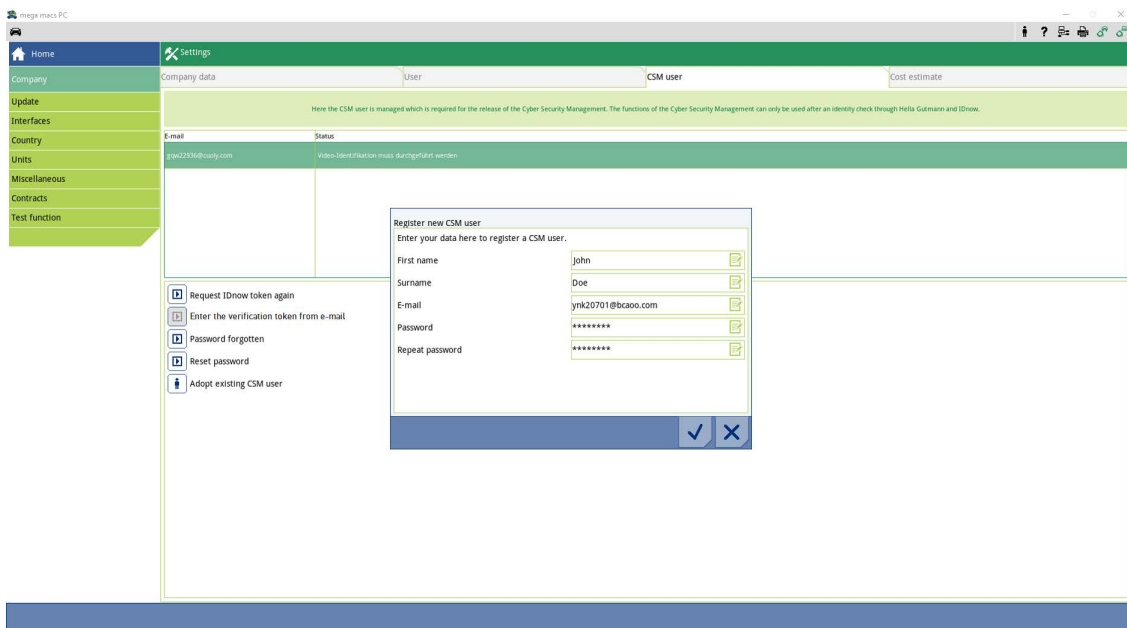 mega macs PC
Home
Settings
Company
Company data
User
CSM user
Cost estimate
Update
Interfaces
Country
Units
Miscellaneous
Contracts
Test function
Here the CSM user is managed which is required for the release of the Cyber Security Management. The functions of the Cyber Security Management can only be used after an identity check through Hella Gutmann and IDnow.
E-mail
Status
gqw22936@cuoly.com
Video-Identifikation muss durchgeführt werden
Register new CSM user
Enter your data here to register a CSM user.
First name
John
Surname
Doe
E-mail
ynk20701@bcaoo.com
Password
********
Repeat password
********
Request IDnow token again
Enter the verification token from e-mail
Password forgotten
Reset password
Adopt existing CSM user